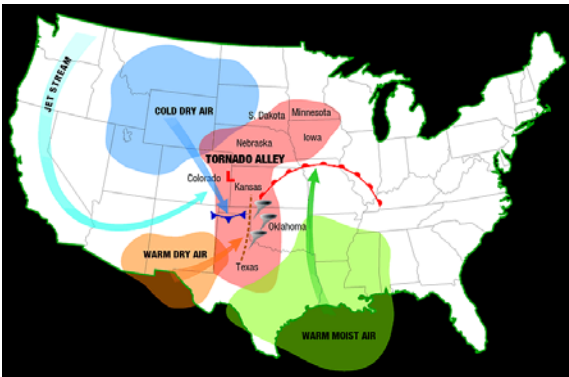 JET STREAM
COLD DRY AIR
S. Dakota
Minnesota
Nebraska
Iowa
TORNADO ALLEY
Colorado
L
Kansas
Oklahoma
WARM DRY AIR
Texas
WARM MOIST AIR